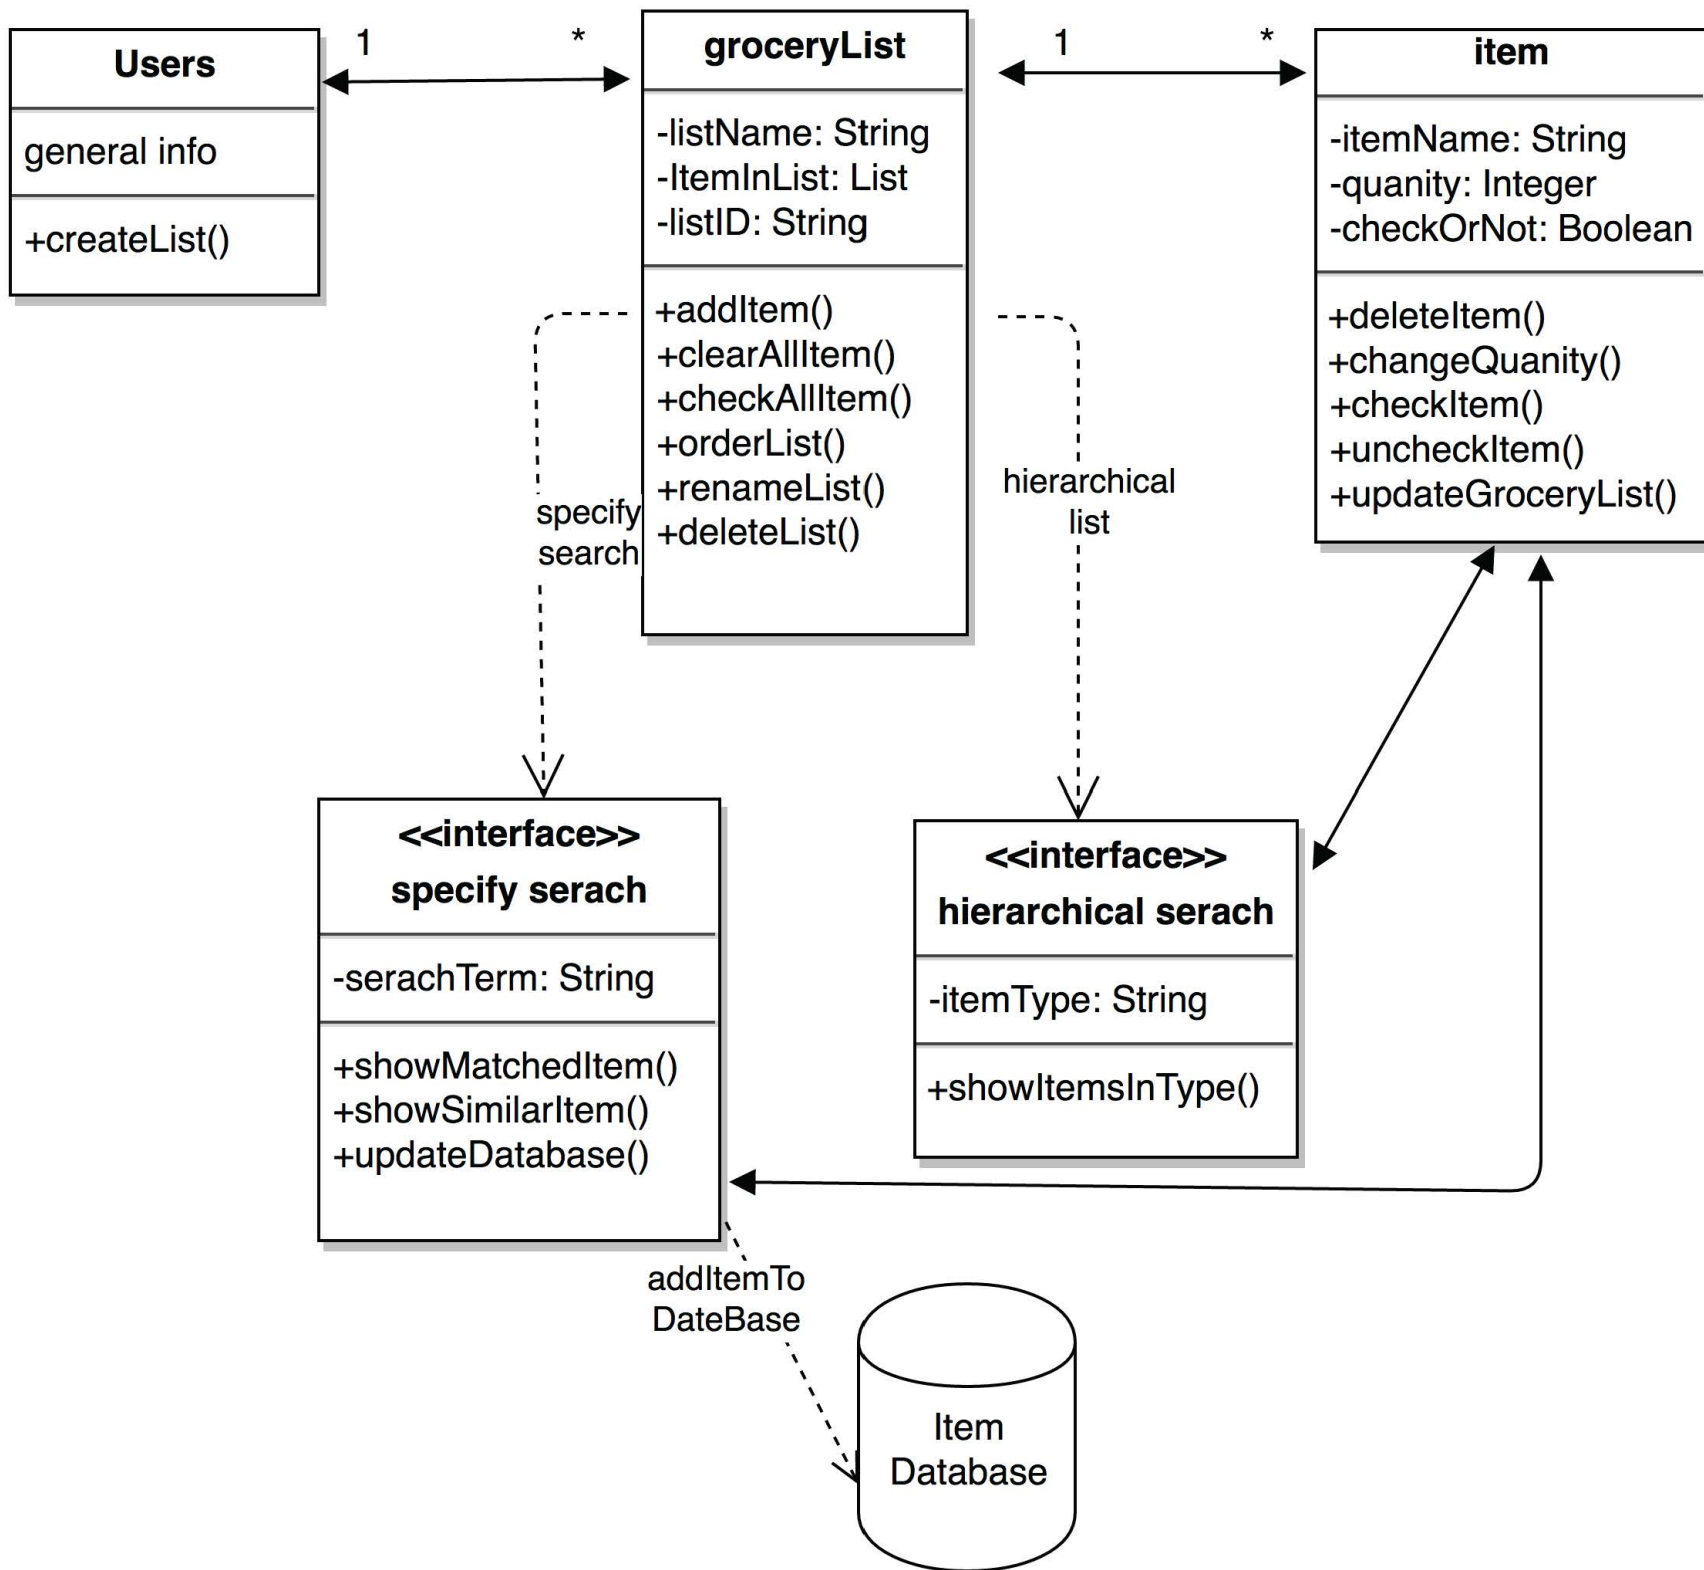 Users
general info
+createList()
1
*
groceryList
-listName: String
-ItemInList: List
-listID: String
+addItem()
+clearAllItem()
+checkAllItem()
+orderList()
+renameList()
+deleteList()
1
*
item
-itemName: String
-quanity: Integer
-checkOrNot: Boolean
+deleteItem()
+changeQuanity()
+checkItem()
+uncheckItem()
+updateGroceryList()
specify
search
hierarchical
list
<<interface>>
specify serach
-serachTerm: String
+showMatchedItem()
+showSimilarItem()
+updateDatabase()
<<interface>>
hierarchical serach
-itemType: String
+showItemsInType()
addItemTo
DateBase
Item
Database